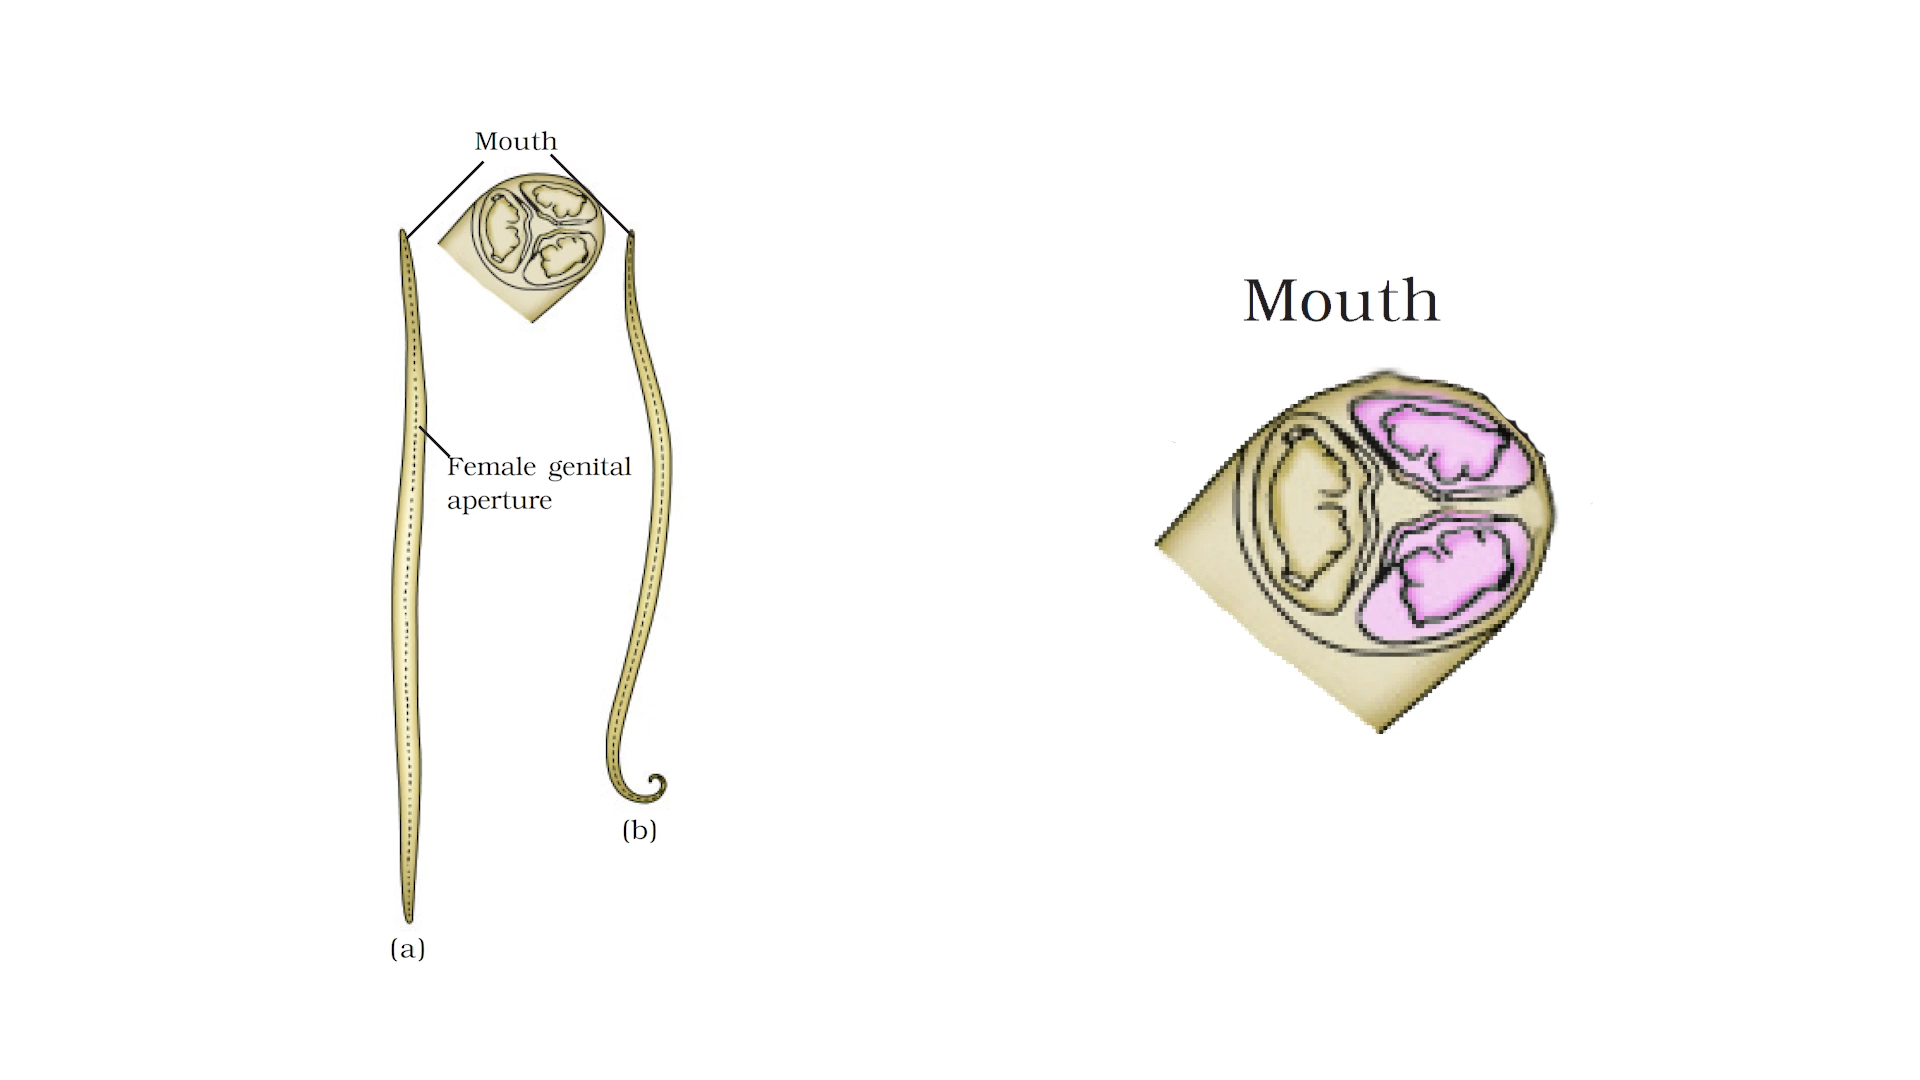 Mouth
Female genital
aperture
(a)
(b)
Mouth